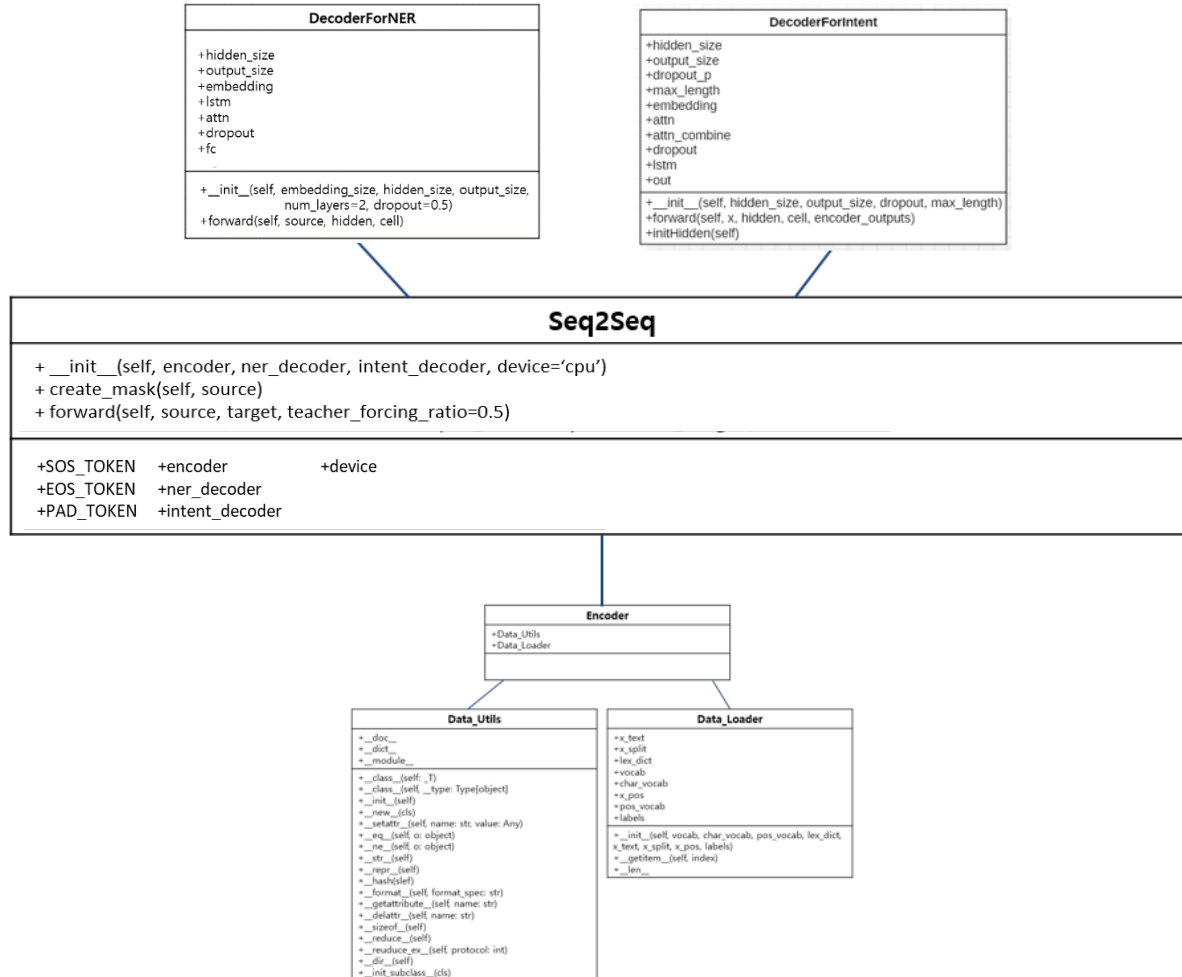 DecoderForNER
+hidden_size
+output_size
+embedding
+lstm
+attn
+dropout
+fc
+__init__(self, embedding_size, hidden_size, output_size,
num_layers=2, dropout=0.5)
+forward(self, source, hidden, cell)
DecoderForIntent
+hidden_size
+output_size
+dropout_p
+max_length
+embedding
+attn
+attn_combine
+dropout
+lstm
+out
+__init__(self, hidden_size, output_size, dropout, max_length)
+forward(self, x, hidden, cell, encoder_outputs)
+initHidden(self)
Seq2Seq
+ __init__(self, encoder, ner_decoder, intent_decoder, device=‘cpu’)
+ create_mask(self, source)
+ forward(self, source, target, teacher_forcing_ratio=0.5)
+SOS_TOKEN +encoder +device
+EOS_TOKEN +ner_decoder
+PAD_TOKEN +intent_decoder
Encoder
+Data_Utils
+Data_Loader
Data_Utils
+__doc__
+__dict__
+__module__
+__class__(self: _T)
+__class__(self, __type: Type[object]
+__init__(self)
+__new__(cls)
+__setattr__(self, name: str, value: Any)
+__eq__(self, o: object)
+__ne__(self, o: object)
+__str__(self)
+__repr__(self)
+__hash(slef)
+__format__(self, format_spec: str)
+__getattribute__(self, name: str)
+__delattr__(self, name: str)
+__sizeof__(self)
+__reduce__(self)
+__reuduce_ex__(self, protocol: int)
+__dir__(self)
+__init_subclass__(cls)
Data_Loader
+x_text
+x_split
+lex_dict
+vocab
+char_vocab
+x_pos
+pos_vocab
+labels
+__init__(self, vocab, char_vocab, pos_vocab, lex_dict,
x_text, x_split, x_pos, labels)
+__getitem__(self, index)
+__len__